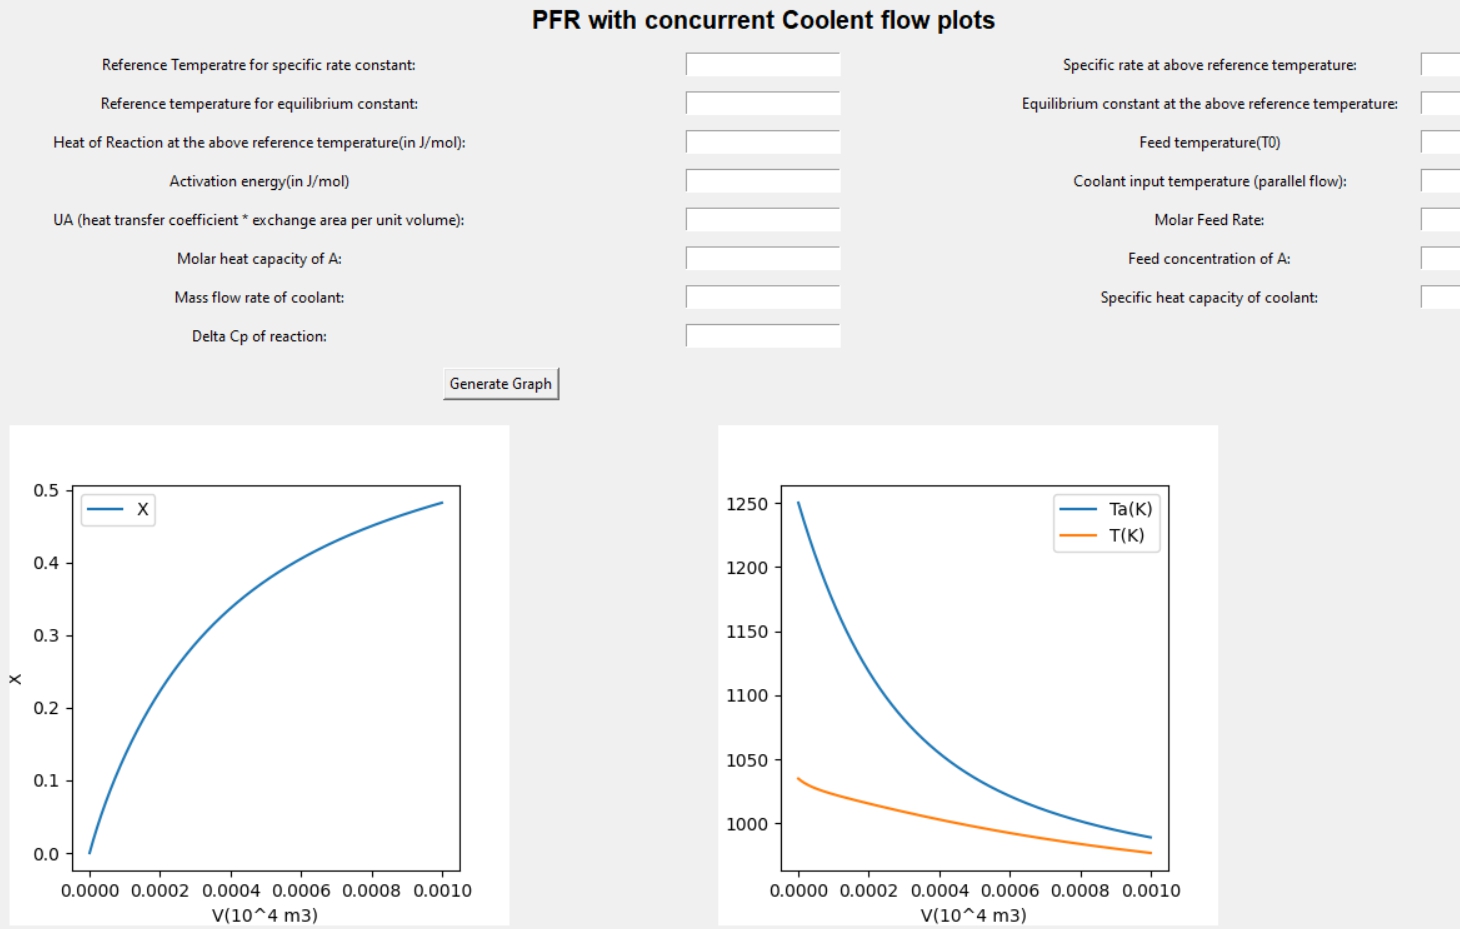 PFR with concurrent Coolent flow plots
Reference Temperatre for specific rate constant:
Specific rate at above reference temperature:
Reference temperature for equilibrium constant:
Equilibrium constant at the above reference temperature:
Heat of Reaction at the above reference temperature(in J/mol):
Feed temperature(T0)
Activation energy(in J/mol)
Coolant input temperature (parallel flow):
UA (heat transfer coefficient * exchange area per unit volume):
Molar Feed Rate:
Molar heat capacity of A:
Feed concentration of A:
Mass flow rate of coolant:
Specific heat capacity of coolant:
Delta Cp of reaction:
Generate Graph
X
0.5
0.4
0.3
0.2
0.1
0.0
X
0.0000 0.0002 0.0004 0.0006 0.0008 0.0010
V(10^4 m3)
Ta(K)
T(K)
1250
1200
1150
1100
1050
1000
0.0000 0.0002 0.0004 0.0006 0.0008 0.0010
V(10^4 m3)